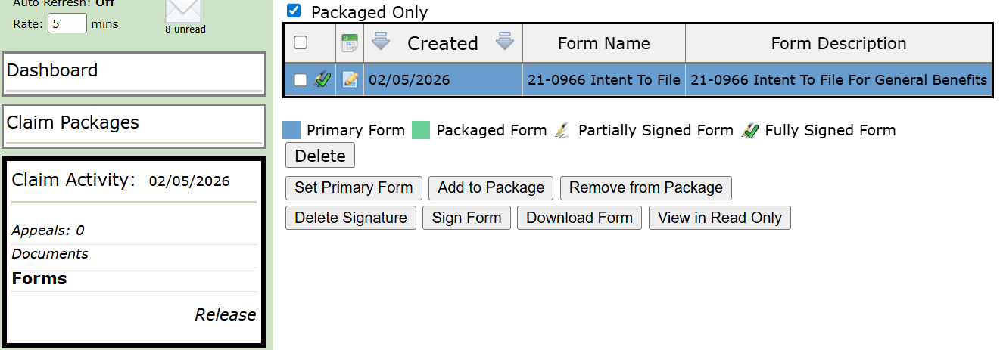 Auto Refresh: Off
Rate: 5 mins
8 unread
Dashboard
Claim Packages
Claim Activity: 02/05/2026
Appeals: 0
Documents
Forms
Release
Packaged Only
Created Form Name Form Description
02/05/2026 21-0966 Intent To File 21-0966 Intent To File For General Benefits
Primary Form Packaged Form Partially Signed Form Fully Signed Form
Delete
Set Primary Form Add to Package Remove from Package
Delete Signature Sign Form Download Form View in Read Only